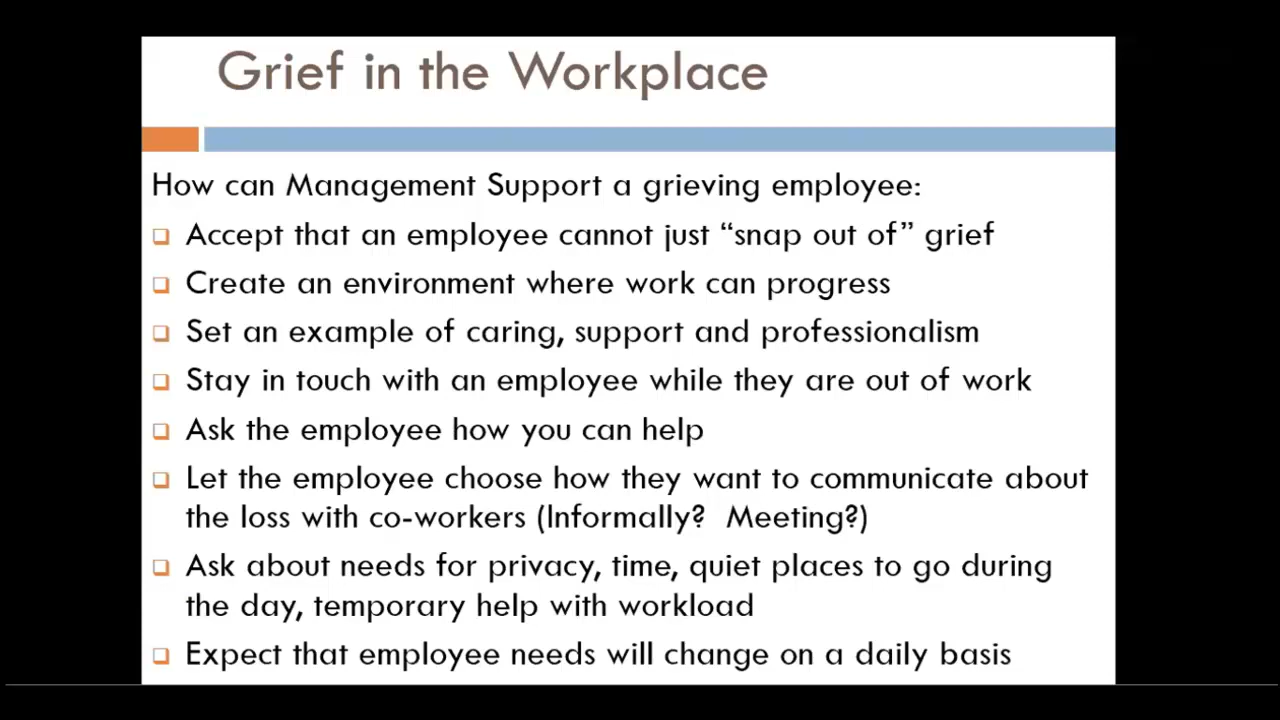 Grief in the Workplace
How can Management Support a grieving employee:
Accept that an employee cannot just “snap out of” grief
Create an environment where work can progress
Set an example of caring, support and professionalism
Stay in touch with an employee while they are out of work
Ask the employee how you can help
Let the employee choose how they want to communicate about
the loss with co-workers (Informally?  Meeting?)
Ask about needs for privacy, time, quiet places to go during
the day, temporary help with workload
Expect that employee needs will change on a daily basis